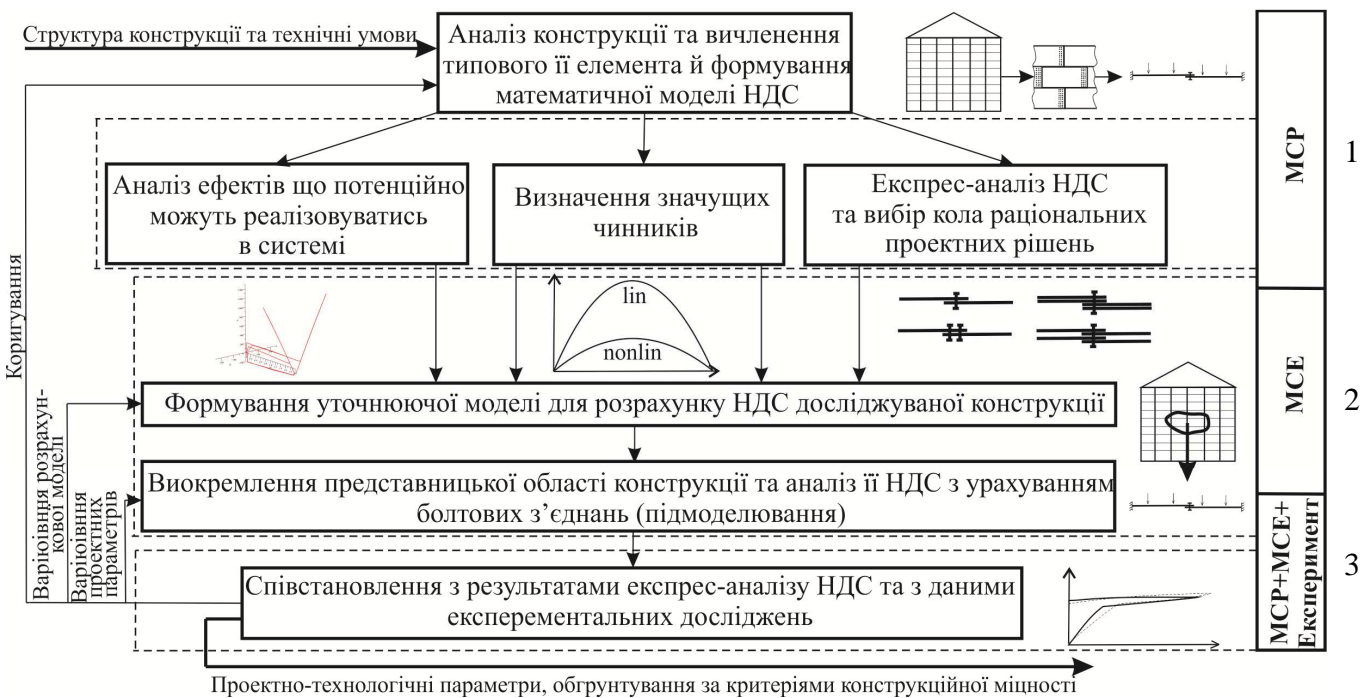 Структура конструкції та технічні умови
Аналіз конструкції та вичленення
типового її елемента й формування
математичної моделі НДС
МСР
1
Аналіз ефектів що потенційно
можуть реалізовуватись
в системі
Визначення значущих
чинників
Експрес-аналіз НДС
та вибір кола раціональних
проектних рішень
Коригування
lin
nonlin
МСЕ
2
Формування уточнюючої моделі для розрахунку НДС досліджуваної конструкції
Варіюівння розрахун-
кової моделі
Варіюівння
проектних
параметрів
Виокремлення представницької області конструкції та аналіз її НДС з урахуванням
болтових з’єднань (підмоделювання)
МСР+МСЕ+
Експеримент
3
Співстановлення з результатами експрес-аналізу НДС та з даними
експерементальних досліджень
Проектно-технологічні параметри, обгрунтування за критеріями конструкційної міцності